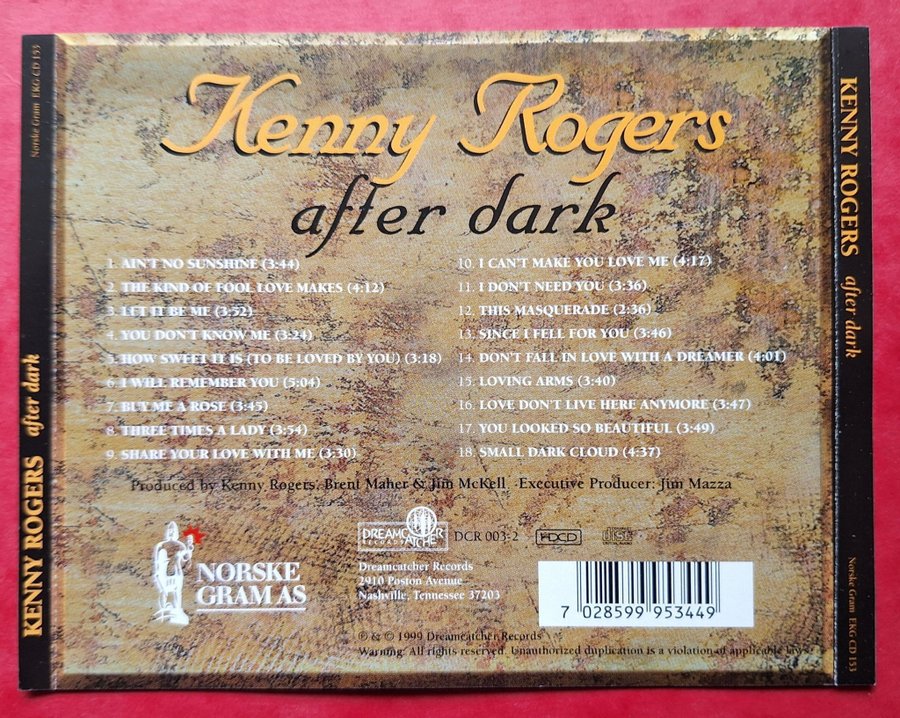 Kenny Rogers
after dark
1. AIN'T NO SUNSHINE (3:44)
2. THE KIND OF FOOL LOVE MAKES (4:12)
3. LET IT BE ME (3:52)
4. YOU DON'T KNOW ME (3:24)
5. HOW SWEET IT IS (TO BE LOVED BY YOU) (3:18)
6. I WILL REMEMBER YOU (5:04)
7. BUY ME A ROSE (3:45)
8. THREE TIMES A LADY (3:54)
9. SHARE YOUR LOVE WITH ME (3:30)
10. I CAN'T MAKE YOU LOVE ME (4:17)
11. I DON'T NEED YOU (3:36)
12. THIS MASQUERADE (2:36)
13. SINCE I FELL FOR YOU (3:46)
14. DON'T FALL IN LOVE WITH A DREAMER (4:01)
15. LOVING ARMS (3:40)
16. LOVE DON'T LIVE HERE ANYMORE (3:47)
17. YOU LOOKED SO BEAUTIFUL (3:49)
18. SMALL DARK CLOUD (4:37)
Produced by Kenny Rogers, Brent Maher & Jim McKell Executive Producer: Jim Mazza
NORSKE
GRAM AS
DREAMCATCHER
RECORDS
DCR 003-2
HDCD
disc
Dreamcatcher Records
2910 Poston Avenue
Nashville, Tennessee 37203
7 028599 953449
℗ & © 1999 Dreamcatcher Records
Warning: All rights reserved. Unauthorized duplication is a violation of applicable laws.
KENNY ROGERS after dark
Norske Gram EKG CD 153
KENNY ROGERS after dark
Norske Gram EKG CD 153